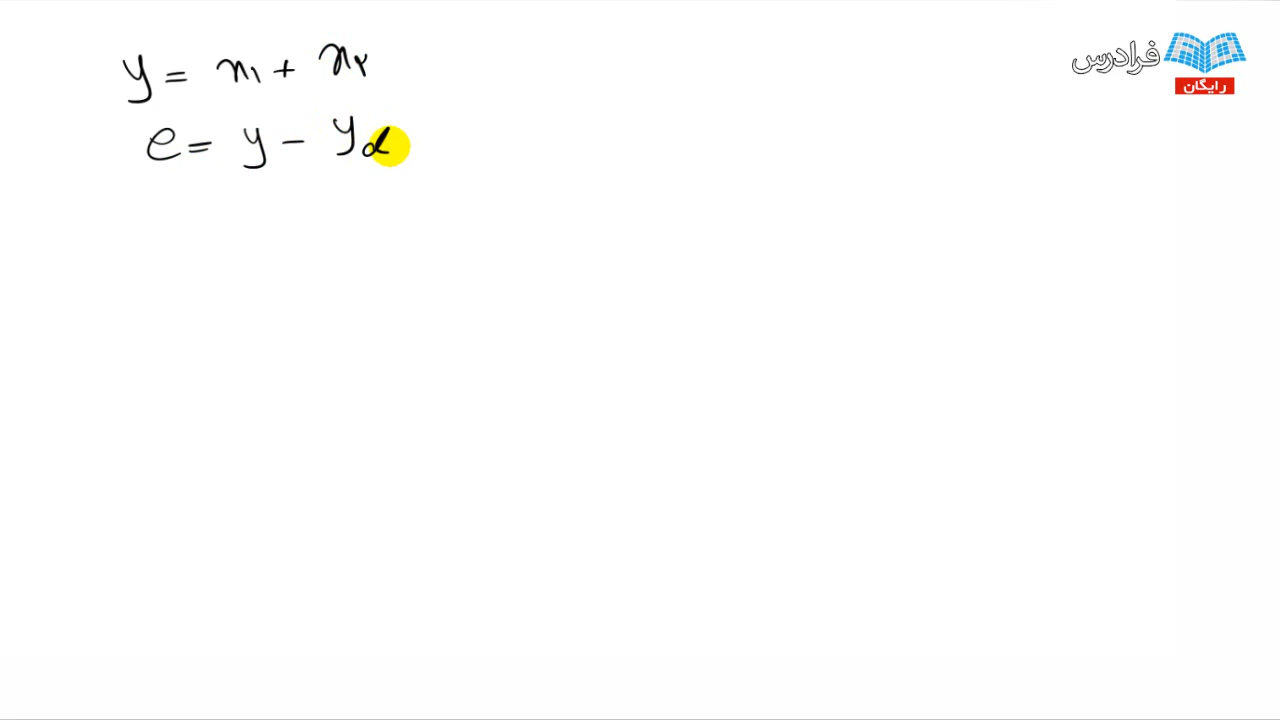 y = x۱ + x۲
e = y - yd
فرادرس
رایگان